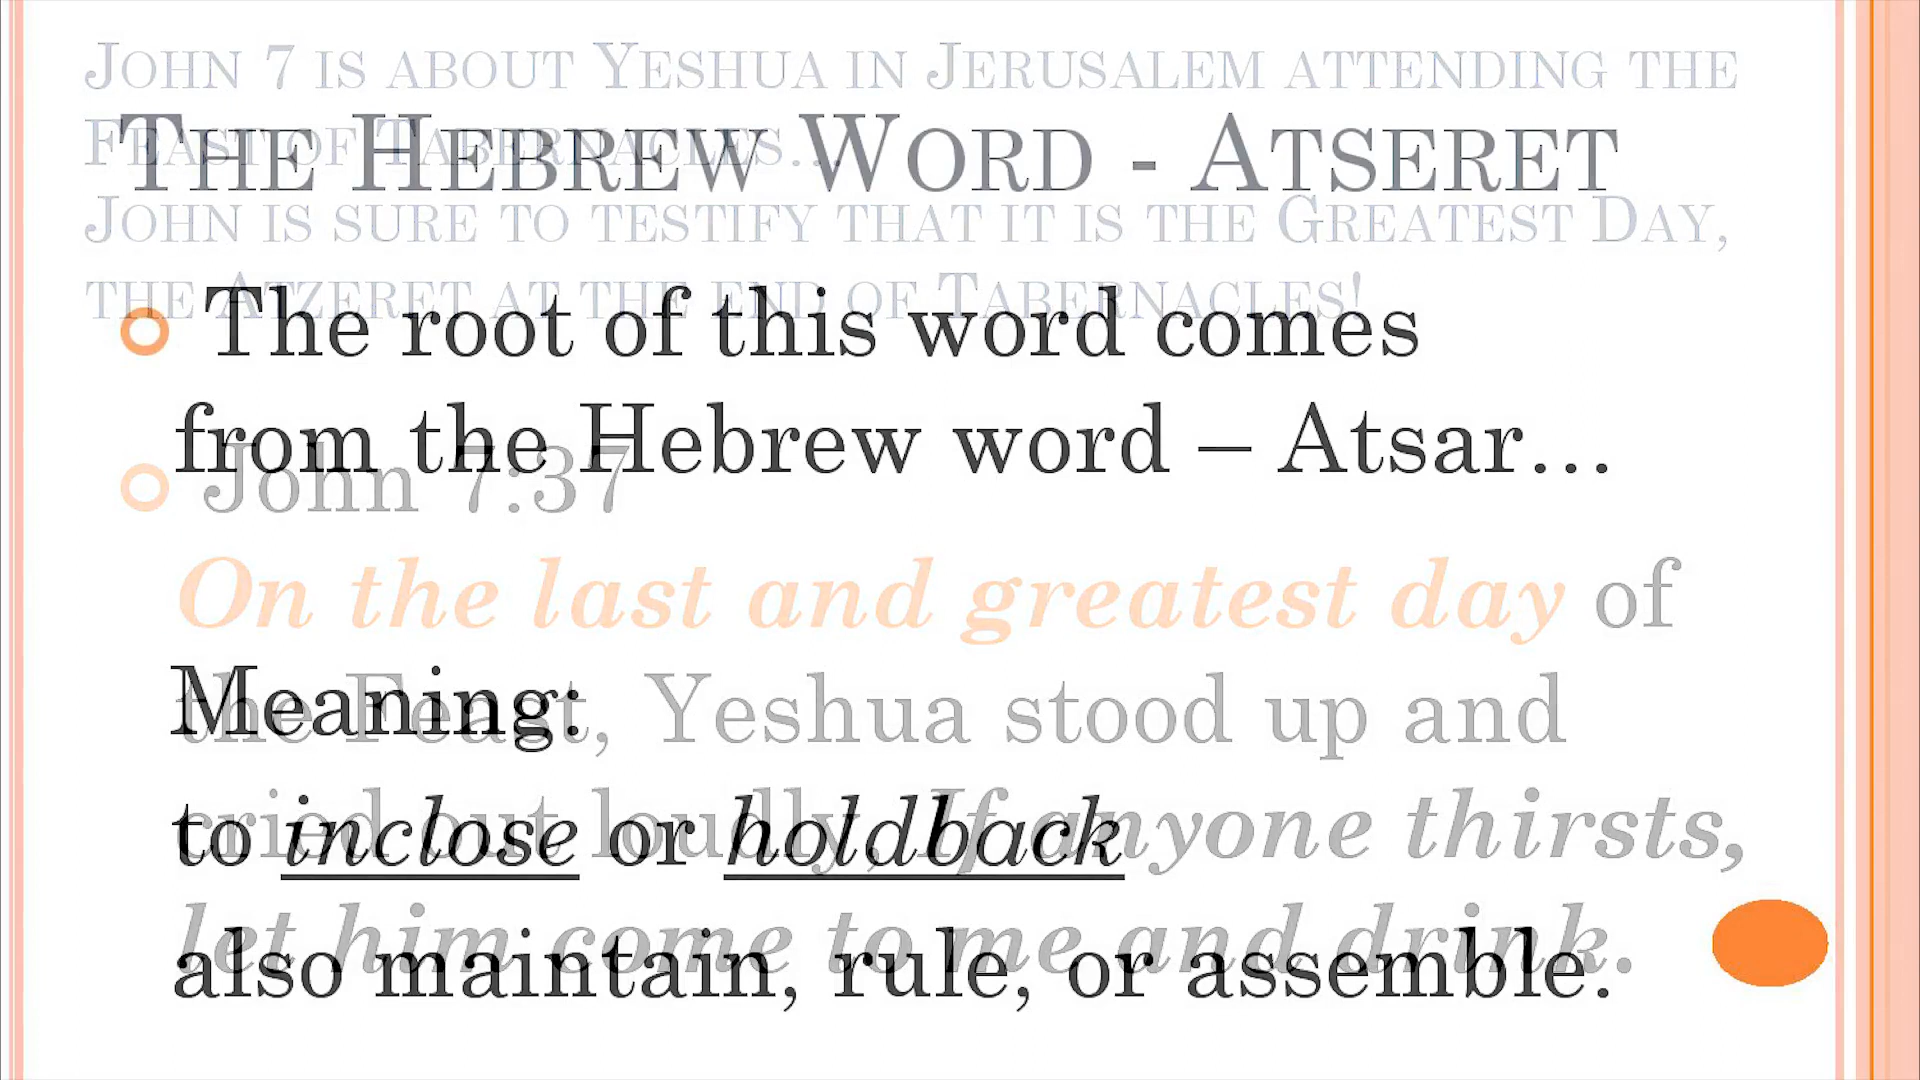 JOHN 7 IS ABOUT YESHUA IN JERUSALEM ATTENDING THE
FEAST OF TABERNACLES…
JOHN IS SURE TO TESTIFY THAT IT IS THE GREATEST DAY,
THE ATZERET AT THE END OF TABERNACLES!
John 7:37
On the last and greatest day of
the Feast, Yeshua stood up and
cried out loudly, If anyone thirsts,
let him come to me and drink.
THE HEBREW WORD - ATSERET
The root of this word comes
from the Hebrew word – Atsar…
Meaning:
to inclose or holdback
also maintain, rule, or assemble.